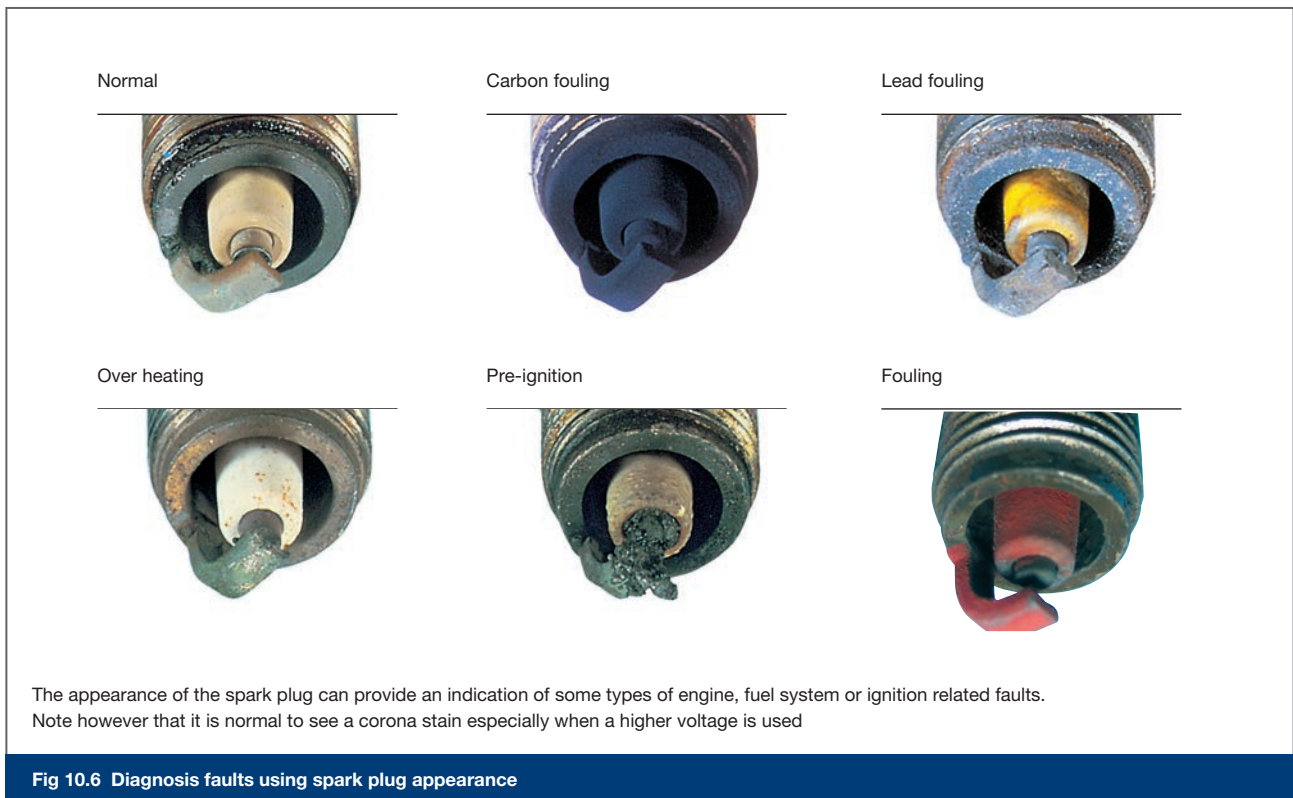 Normal
Carbon fouling
Lead fouling
Over heating
Pre-ignition
Fouling
The appearance of the spark plug can provide an indication of some types of engine, fuel system or ignition related faults.
Note however that it is normal to see a corona stain especially when a higher voltage is used
Fig 10.6 Diagnosis faults using spark plug appearance